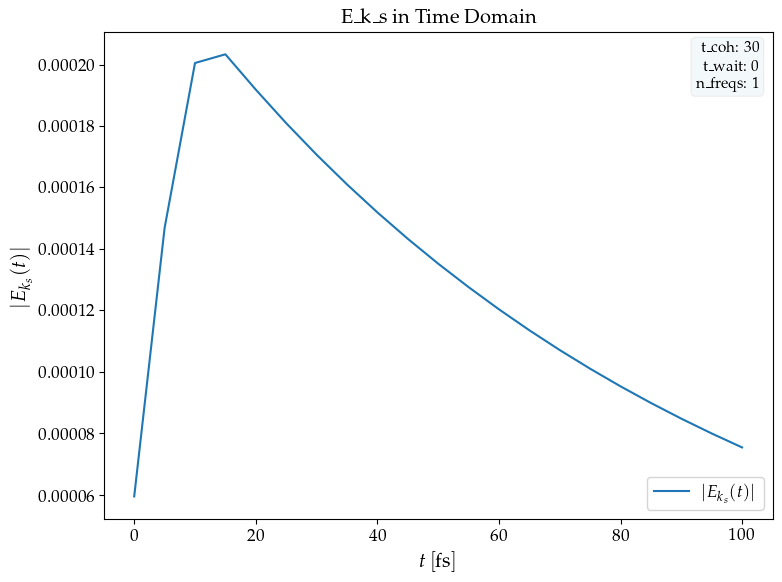 E_k_s in Time Domain
t_coh: 30
t_wait: 0
n_freqs: 1
0.00020
0.00018
0.00016
0.00014
0.00012
0.00010
0.00008
0.00006
|E_{k_s}(t)|
|E_{k_s}(t)|
0 20 40 60 80 100
t [fs]